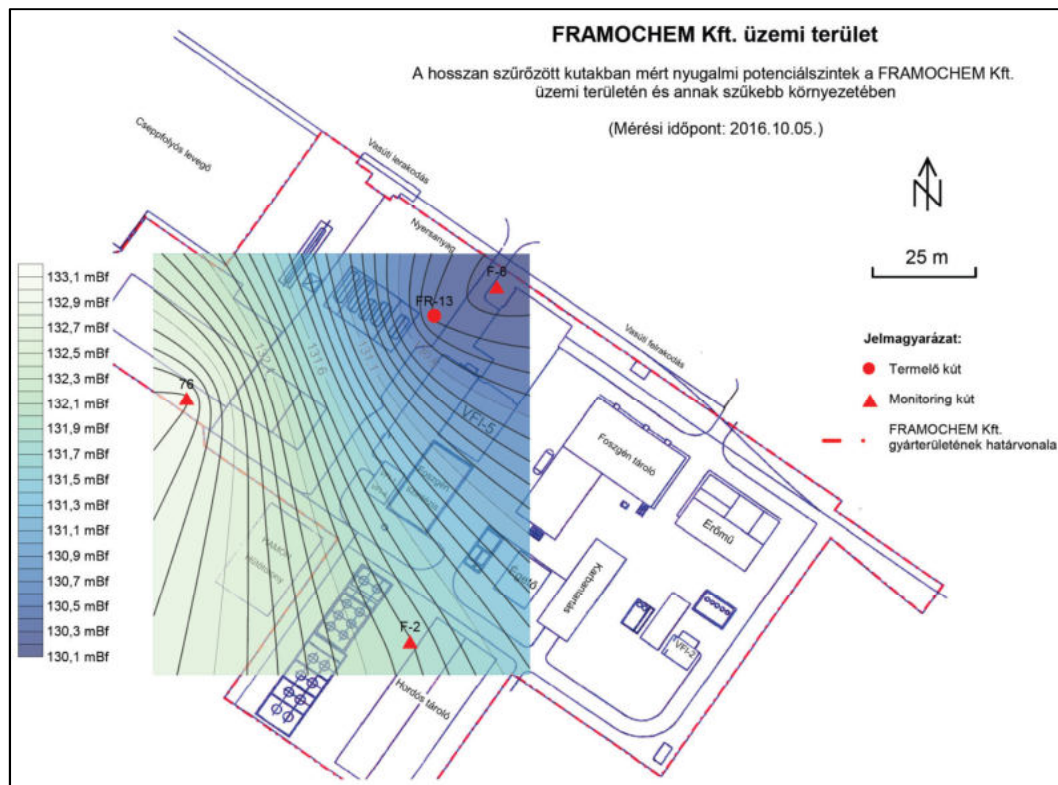 FRAMOCHEM Kft. üzemi terület
A hosszan szűrőzött kutakban mért nyugalmi potenciálszintek a FRAMOCHEM Kft.
üzemi területén és annak szűkebb környezetében
(Mérési időpont: 2016.10.05.)
Cseppfolyós levegő
Vasúti lerakodás
Nyersanyag
N
25 m
F-6
FR-13
76
F-2
133,1 mBf
132,9 mBf
132,7 mBf
132,5 mBf
132,3 mBf
132,1 mBf
131,9 mBf
131,7 mBf
131,5 mBf
131,3 mBf
131,1 mBf
130,9 mBf
130,7 mBf
130,5 mBf
130,3 mBf
130,1 mBf
131,6
VFI-5
Foszgén
Vasúti felrakodás
Foszgén tároló
Erőmű
Karbantartás
VFI-2
Hordós tároló
Jelmagyarázat:
Termelő kút
Monitoring kút
FRAMOCHEM Kft.
gyárterületének határvonala